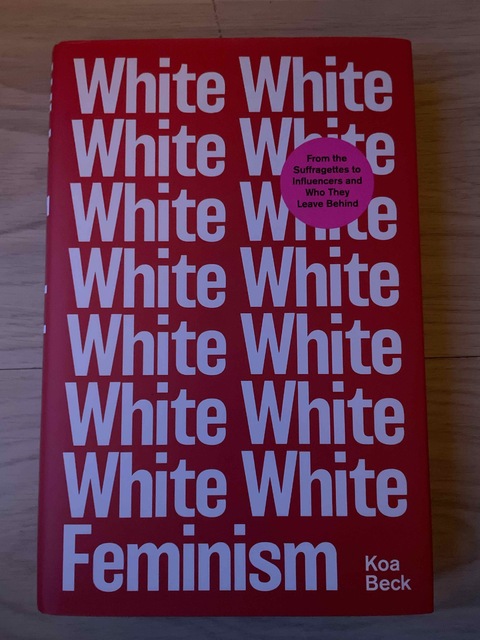 White White
White White
White White
White White
White White
White White
White White
Feminism
From the
Suffragettes to
Influencers and
Who They
Leave Behind
Koa
Beck